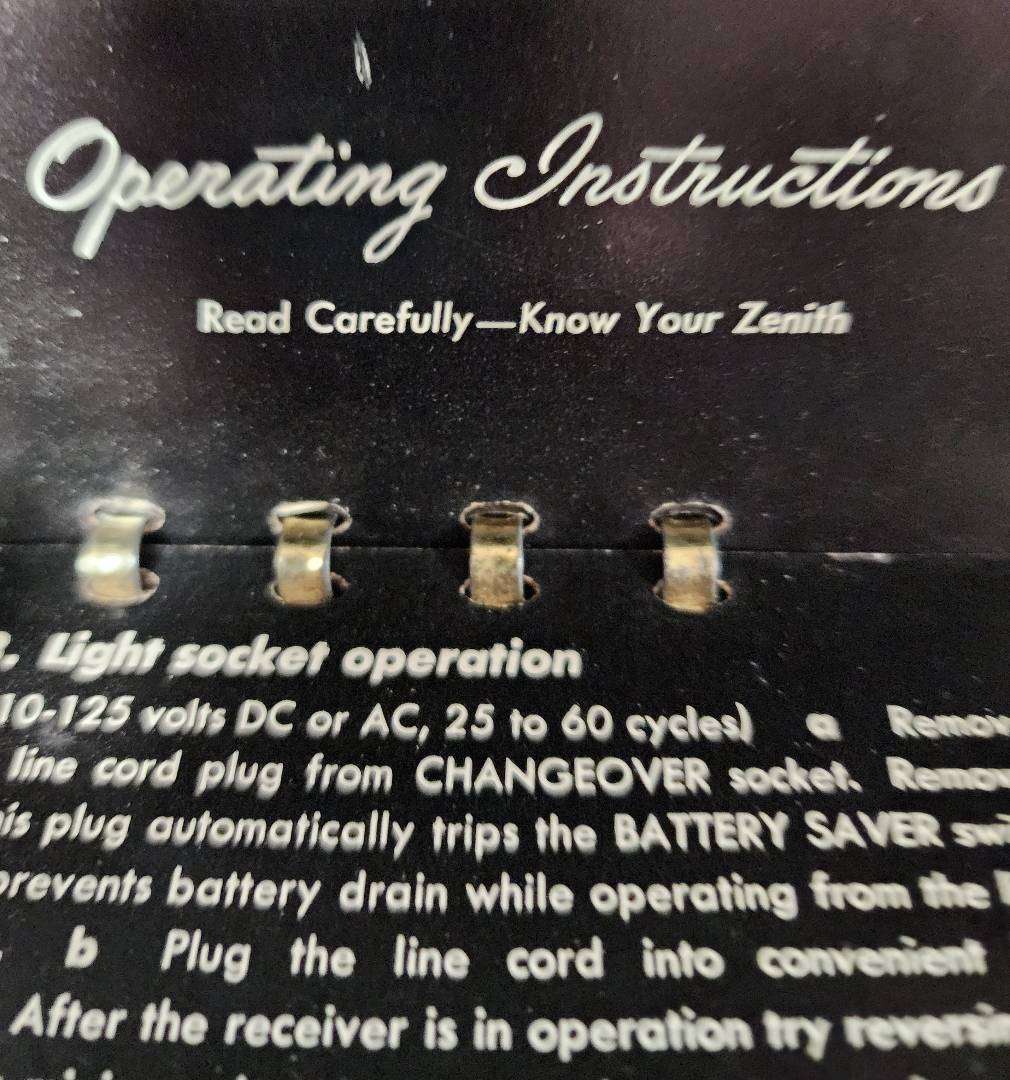 Operating Instructions
Read Carefully—Know Your Zenith
Light socket operation
10-125 volts DC or AC, 25 to 60 cycles) a
line cord plug from CHANGEOVER socket.
plug automatically trips the BATTERY SAVER
prevents battery drain while operating from the
b Plug the line cord into convenient
After the receiver is in operation try